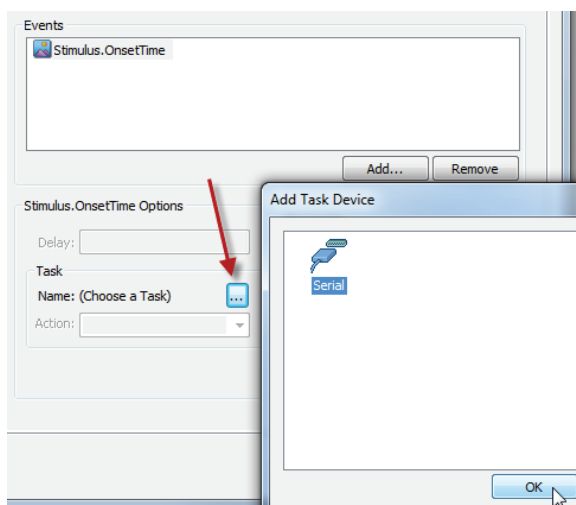 Events
Stimulus.OnsetTime
Add... Remove
Stimulus.OnsetTime Options
Delay:
Task
Name: (Choose a Task) ...
Action:
Add Task Device
Serial
OK